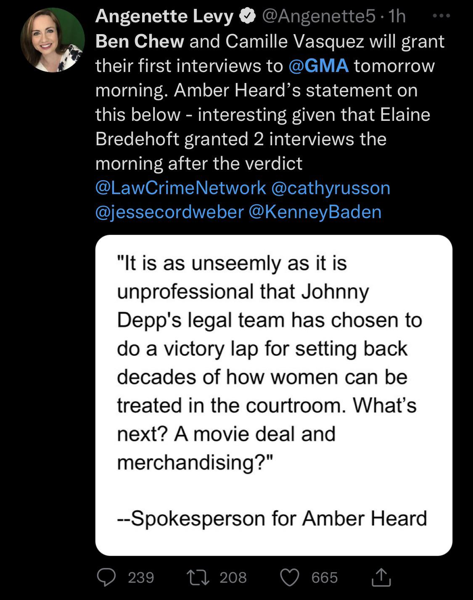 Angenette Levy @Angenette5 · 1h ...
Ben Chew and Camille Vasquez will grant
their first interviews to @GMA tomorrow
morning. Amber Heard's statement on
this below - interesting given that Elaine
Bredehoft granted 2 interviews the
morning after the verdict
@LawCrimeNetwork @cathyrusson
@jessecordweber @KenneyBaden
"It is as unseemly as it is
unprofessional that Johnny
Depp's legal team has chosen to
do a victory lap for setting back
decades of how women can be
treated in the courtroom. What's
next? A movie deal and
merchandising?"
--Spokesperson for Amber Heard
239 208 665